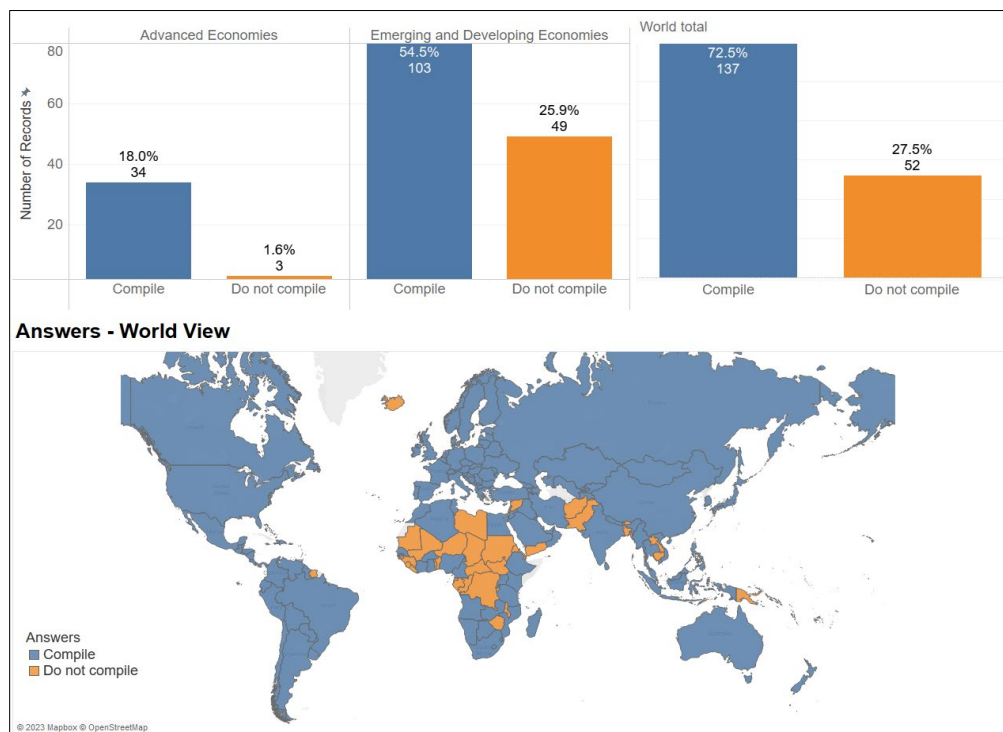 Advanced Economies
Emerging and Developing Economies
World total
Number of Records
80
60
40
20
18.0%
34
1.6%
3
54.5%
103
25.9%
49
72.5%
137
27.5%
52
Compile
Do not compile
Compile
Do not compile
Compile
Do not compile
Answers - World View
Answers
Compile
Do not compile
© 2023 Mapbox © OpenStreetMap